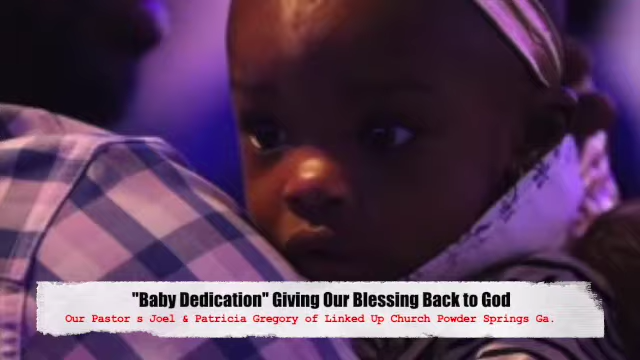 "Baby Dedication" Giving Our Blessing Back to God
Our Pastor s Joel & Patricia Gregory of Linked Up Church Powder Springs Ga.